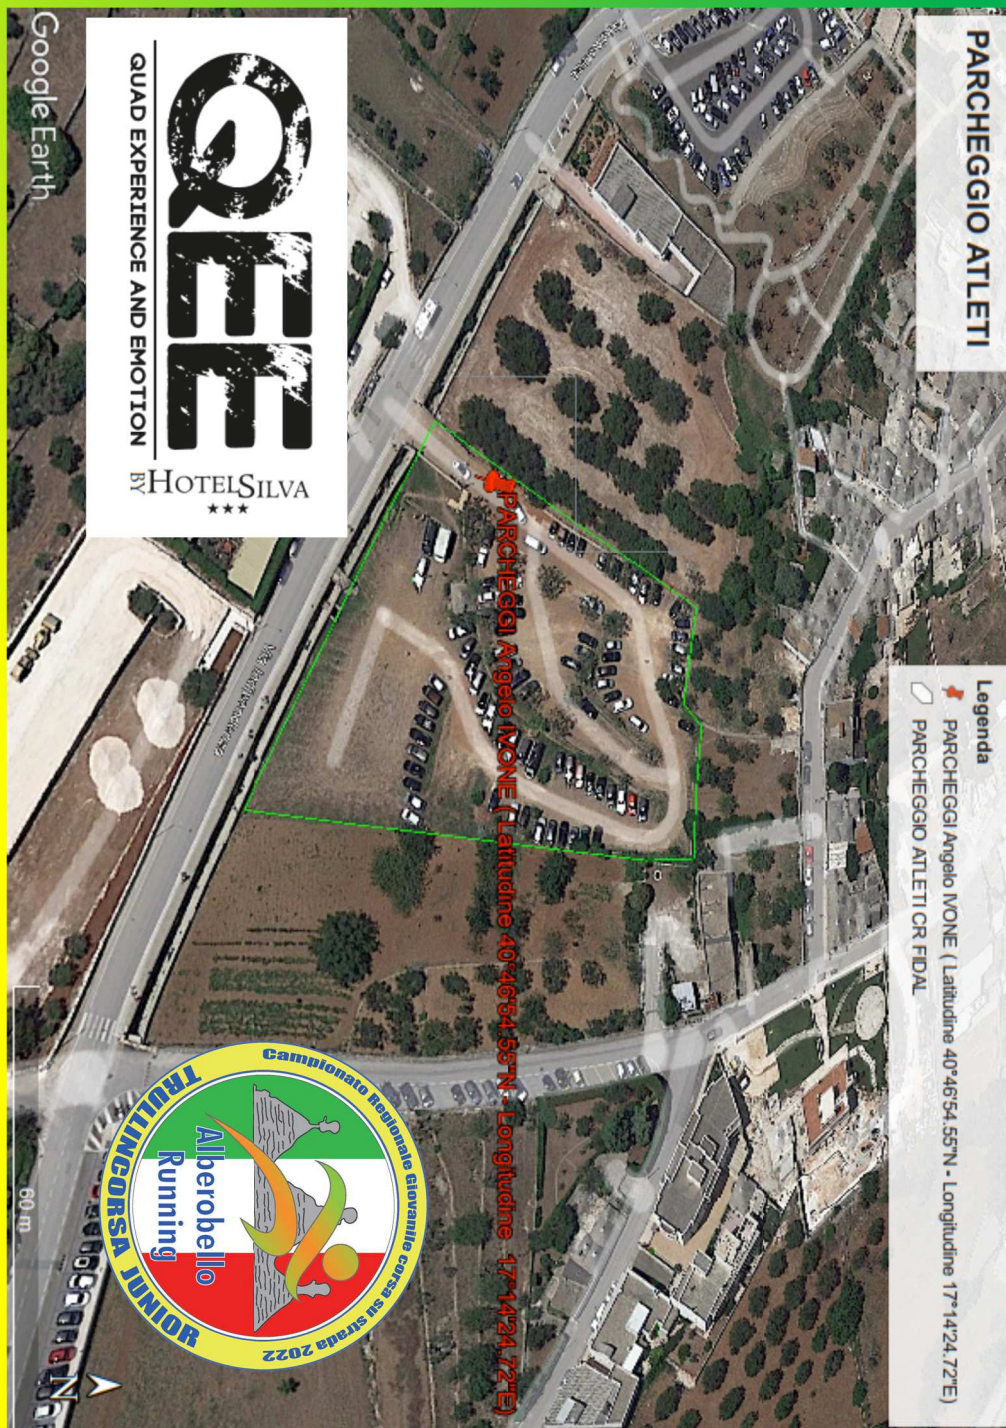 PARCHEGGIO ATLETI
Legenda
PARCHEGGI Angelo IVONE ( Latitudine 40°46'54.55"N - Longitudine 17°14'24.72"E)
PARCHEGGIO ATLETI CR FIDAL
PARCHEGGI Angelo IVONE ( Latitudine 40°46'54.55"N - Longitudine 17°14'24.72"E)
QEE
QUAD EXPERIENCE AND EMOTION
BY HOTELSILVA
★★★
Google Earth
Campionato Regionale Giovanile corsa su strada 2022
Alberobello
Running
TRULLINCORSA JUNIOR
60 m
N